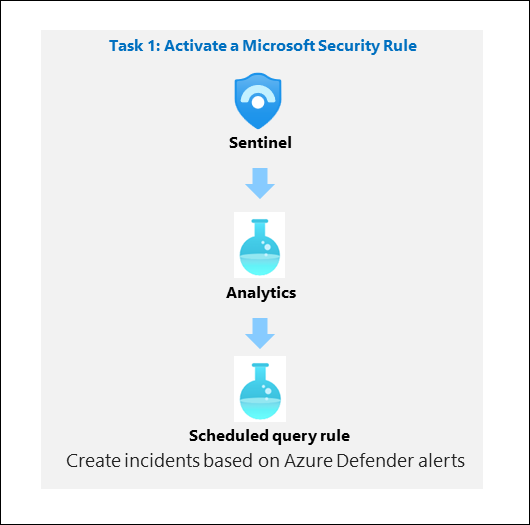 Task 1: Activate a Microsoft Security Rule
Sentinel
Analytics
Scheduled query rule
Create incidents based on Azure Defender alerts